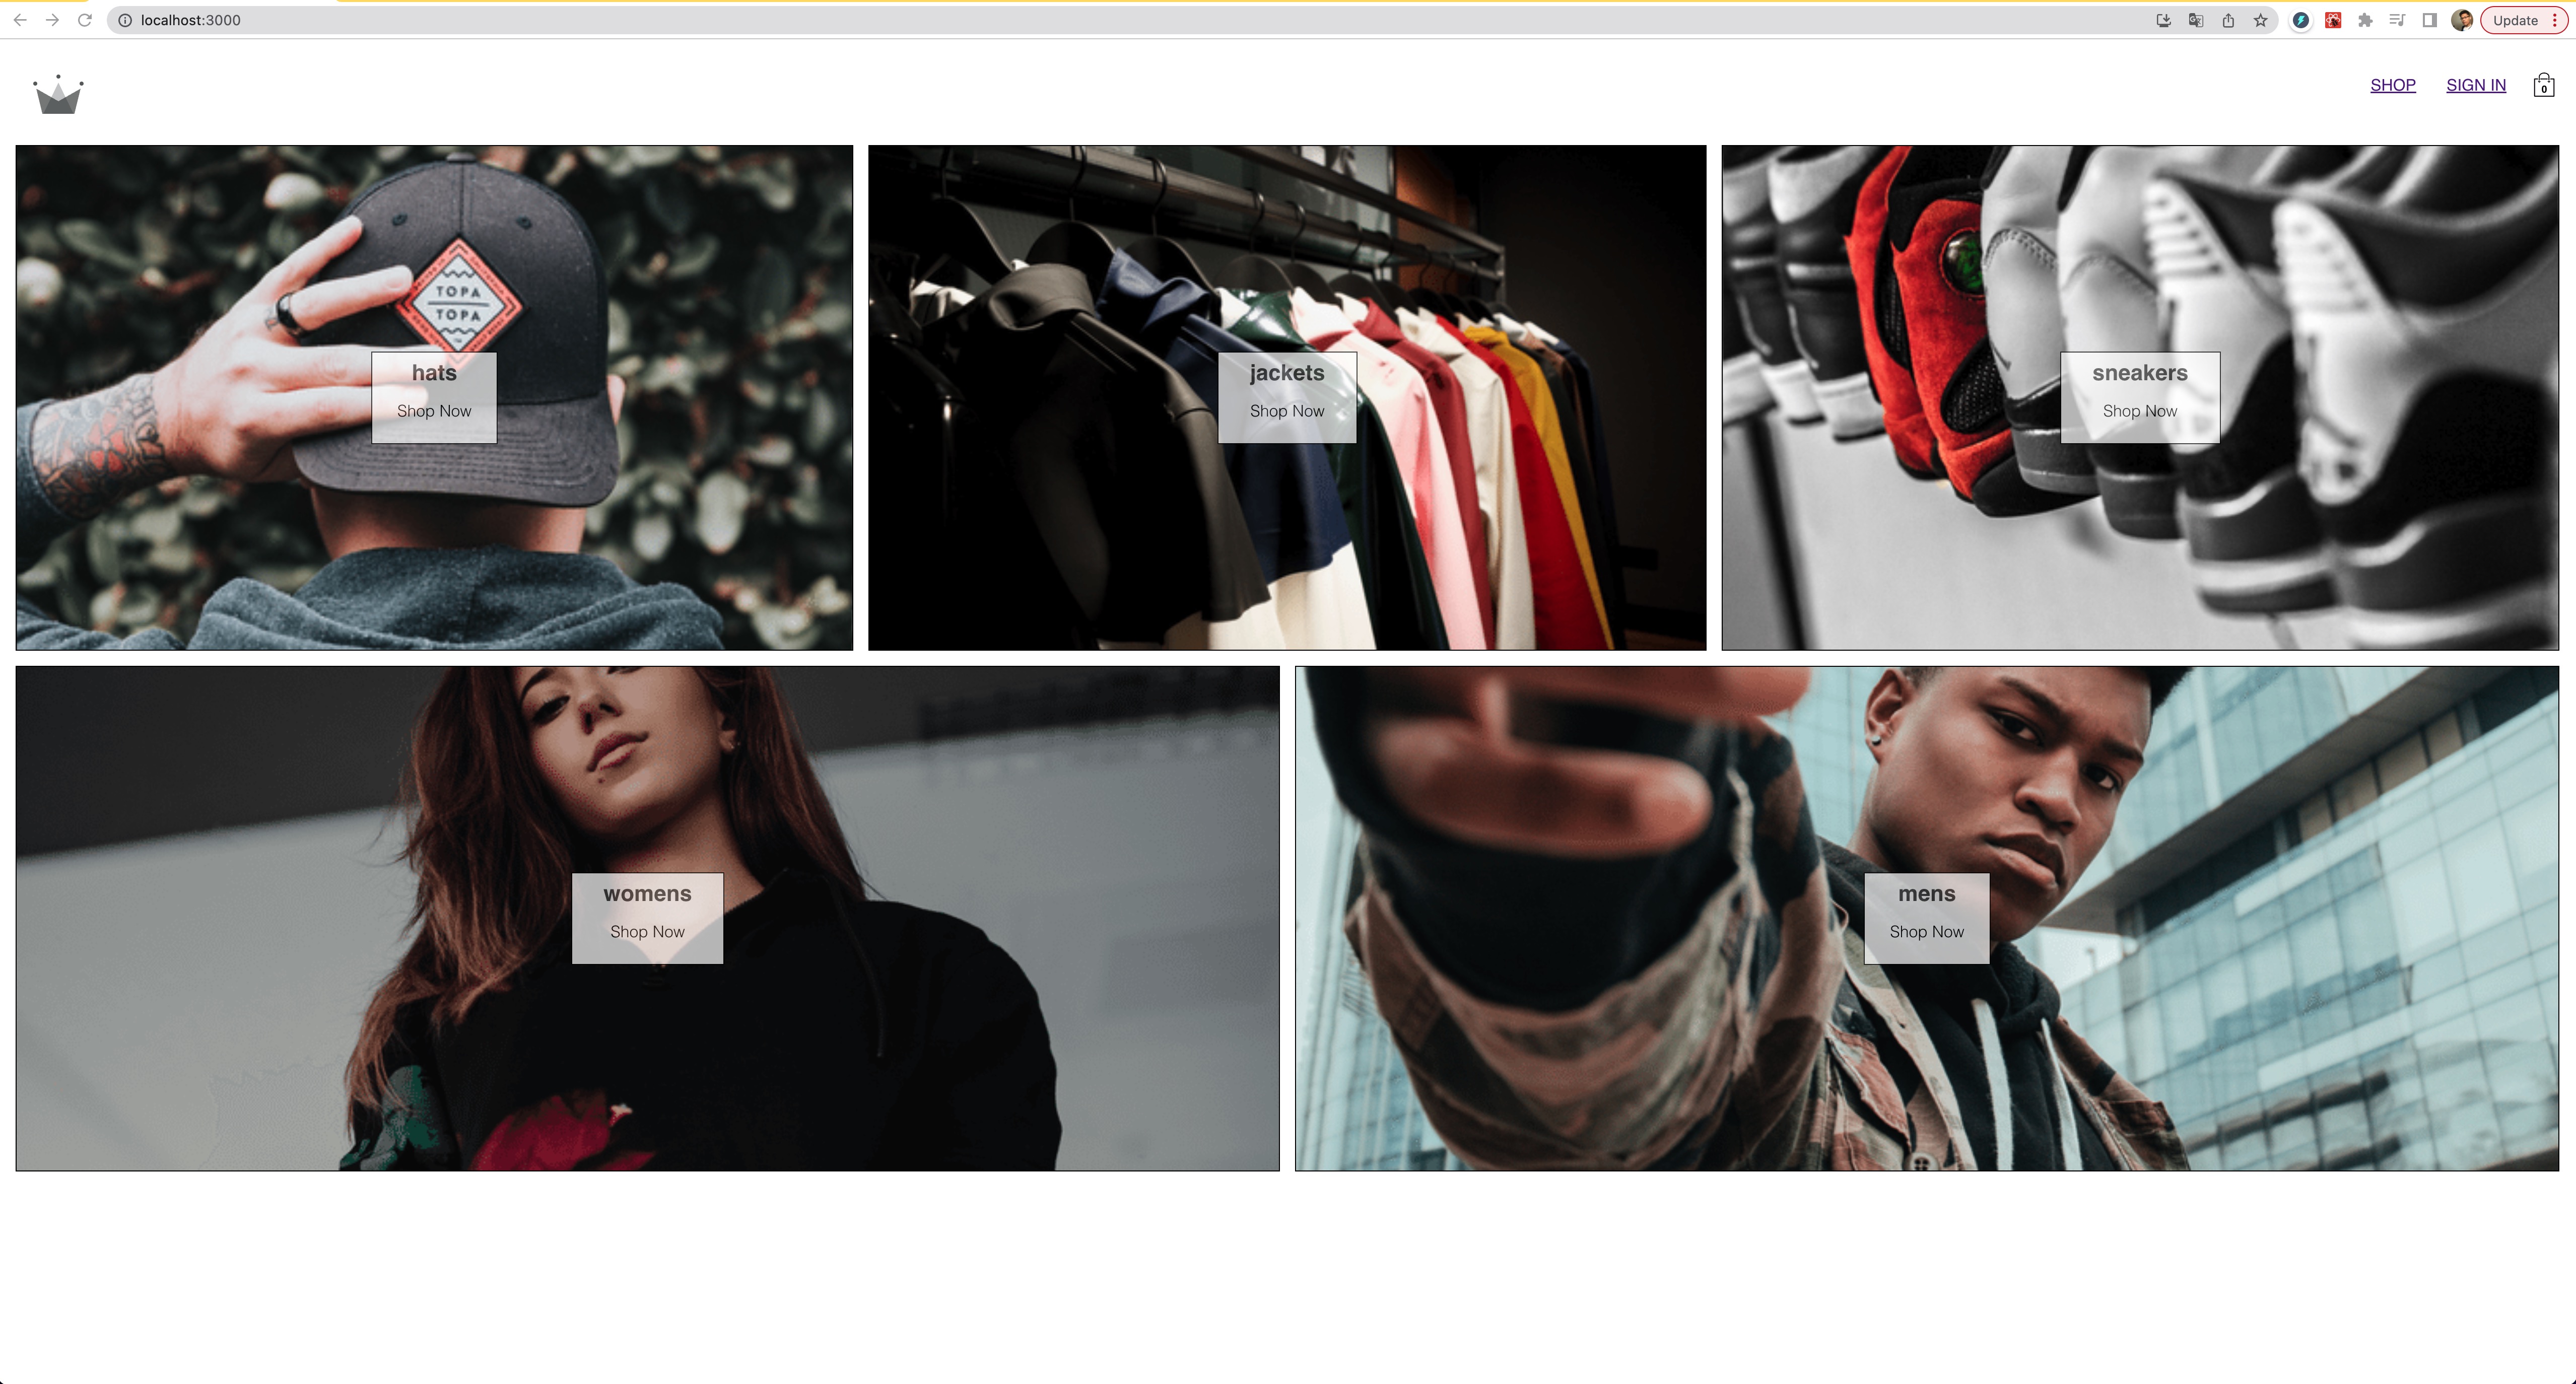 localhost:3000
Update
SHOP
SIGN IN
0
TOPA
TOPA
hats
Shop Now
jackets
Shop Now
sneakers
Shop Now
womens
Shop Now
mens
Shop Now